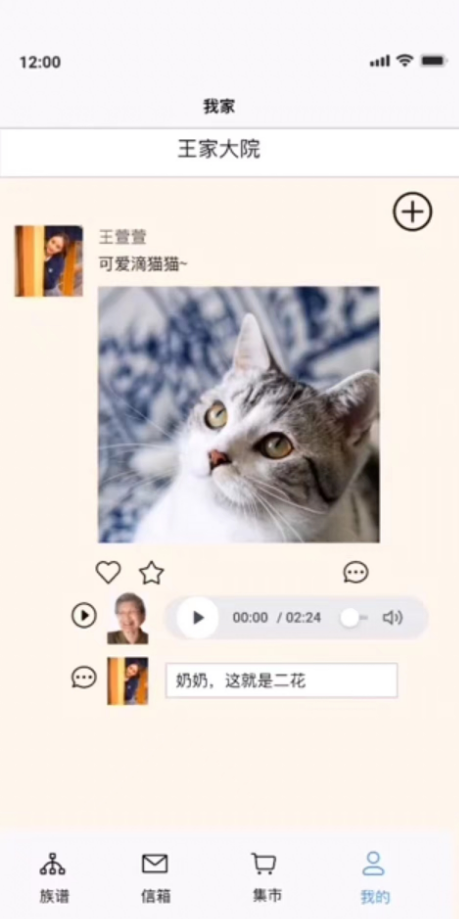 12:00
我家
王家大院
王萱萱
可爱滴猫猫~
00:00 / 02:24
奶奶，这就是二花
族谱
信箱
集市
我的